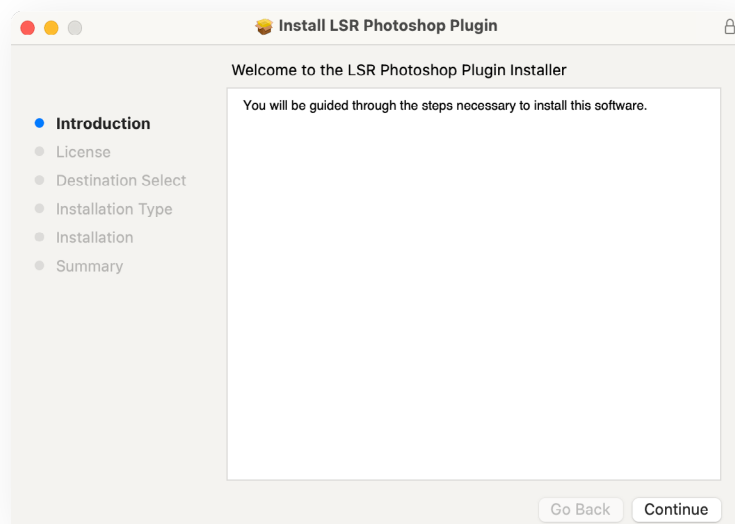 Install LSR Photoshop Plugin
Welcome to the LSR Photoshop Plugin Installer
You will be guided through the steps necessary to install this software.
Introduction
License
Destination Select
Installation Type
Installation
Summary
Go Back
Continue